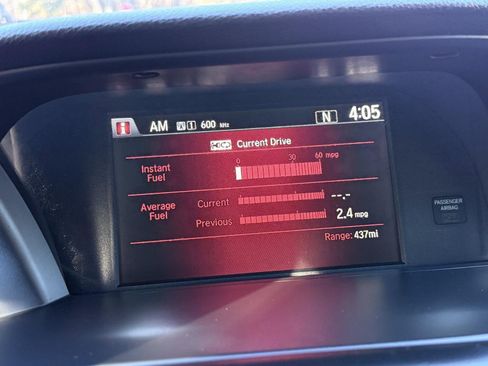 i AM 1 600 kHz N 4:05
Current Drive
Instant Fuel 0 30 60 mpg
Average Fuel Current --.-
Previous 2.4 mpg
Range: 437mi
PASSENGER
AIRBAG